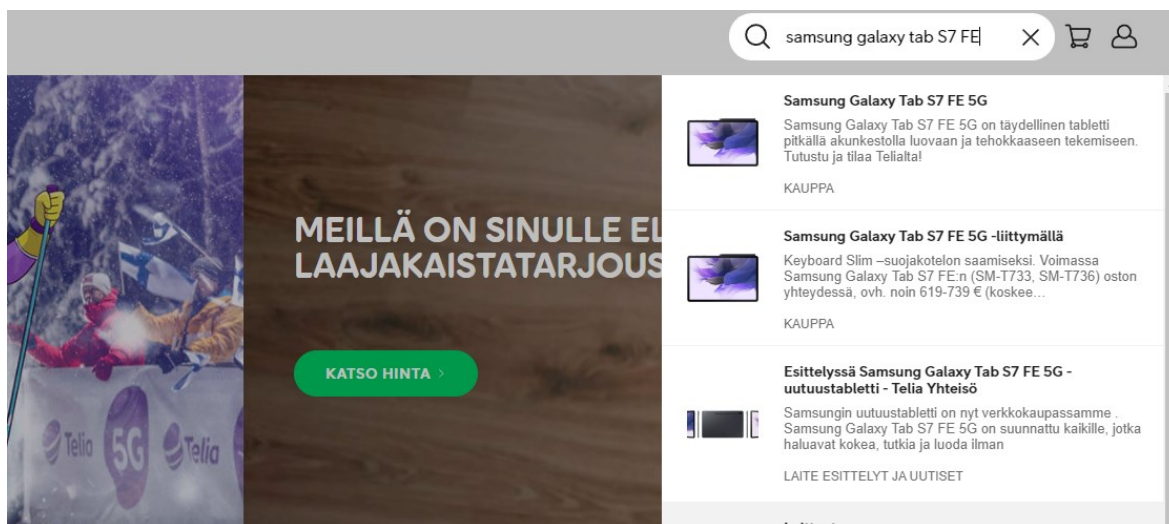 samsung galaxy tab S7 FE
MEILLÄ ON SINULLE EL
LAAJAKAISTATARJOUS
KATSO HINTA >
Telia
5G
Telia
Samsung Galaxy Tab S7 FE 5G
Samsung Galaxy Tab S7 FE 5G on täydellinen tabletti
pitkällä akunkestolla luovaan ja tehokkaaseen tekemiseen.
Tutustu ja tilaa Telialta!
KAUPPA
Samsung Galaxy Tab S7 FE 5G -liittymällä
Keyboard Slim –suojakotelon saamiseksi. Voimassa
Samsung Galaxy Tab S7 FE:n (SM-T733, SM-T736) oston
yhteydessä, ovh. noin 619-739 € (koskee…
KAUPPA
Esittelyssä Samsung Galaxy Tab S7 FE 5G -
uutuustabletti - Telia Yhteisö
Samsungin uutuustabletti on nyt verkkokaupassamme .
Samsung Galaxy Tab S7 FE 5G on suunnattu kaikille, jotka
haluavat kokea, tutkia ja luoda ilman
LAITE ESITTELYT JA UUTISET